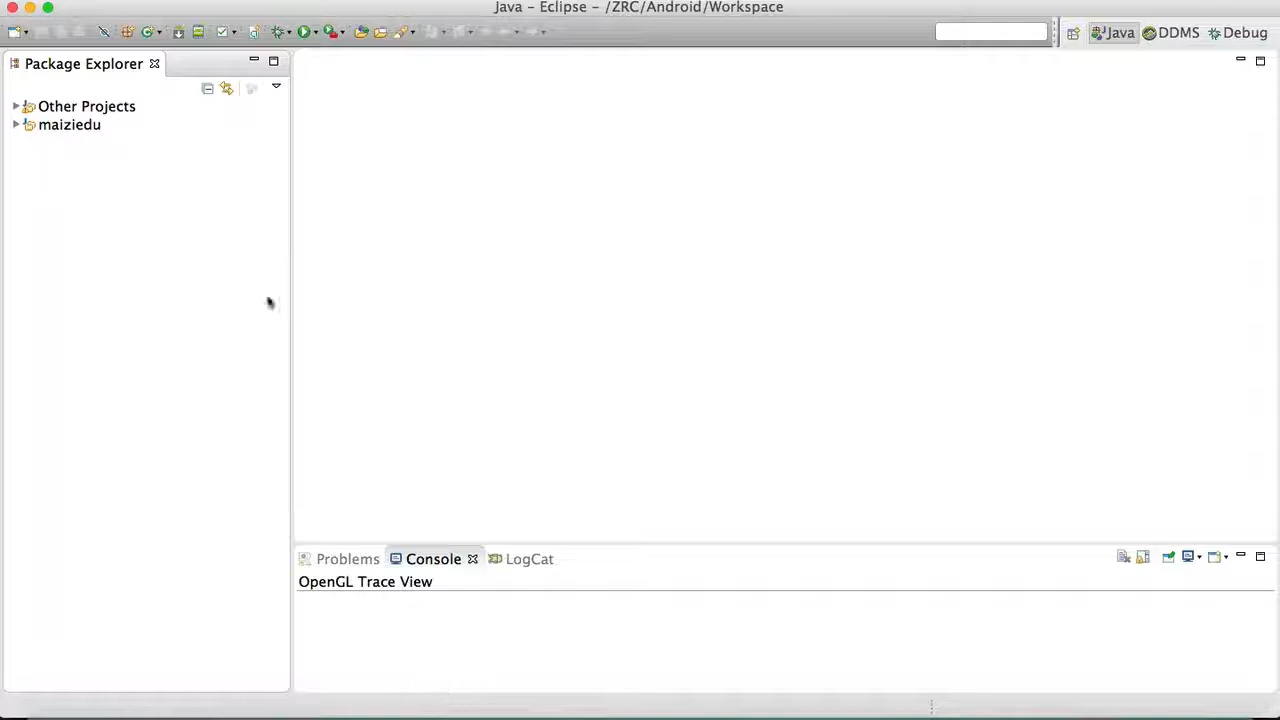 Java - Eclipse - /ZRC/Android/Workspace
Java DDMS Debug
Package Explorer
Other Projects
maiziedu
Problems Console LogCat
OpenGL Trace View